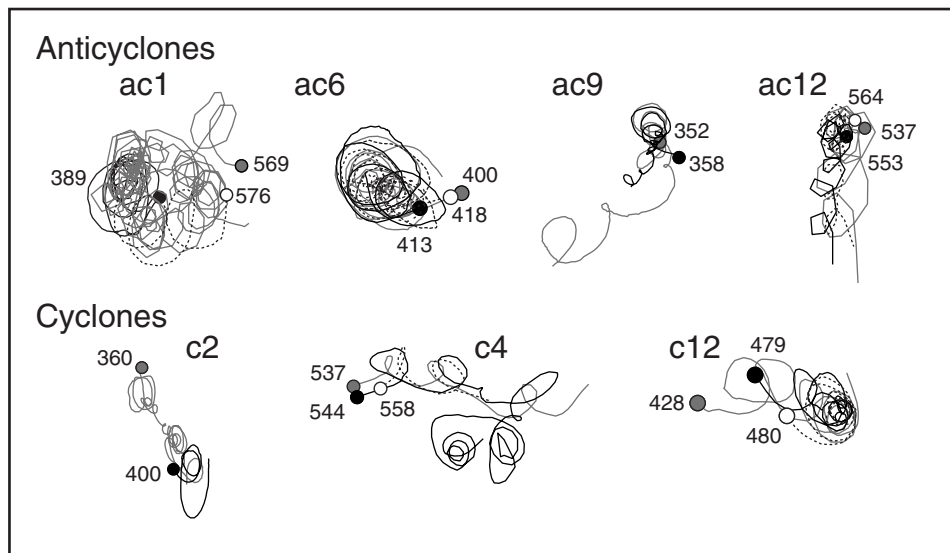 Anticyclones
ac1 ac6 ac9 ac12
389 569 576
400 418 413
352 358
564 537 553
Cyclones
c2 c4 c12
360 400
537 544 558
479 428 480